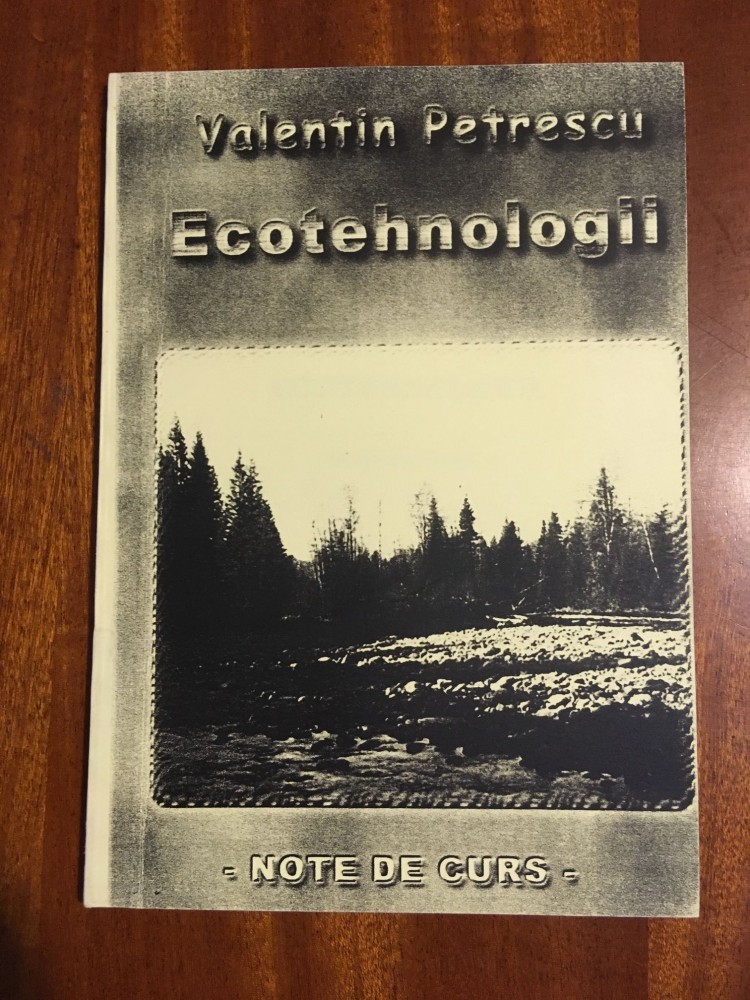 Valentin Petrescu
Ecotehnologii
- NOTE DE CURS -